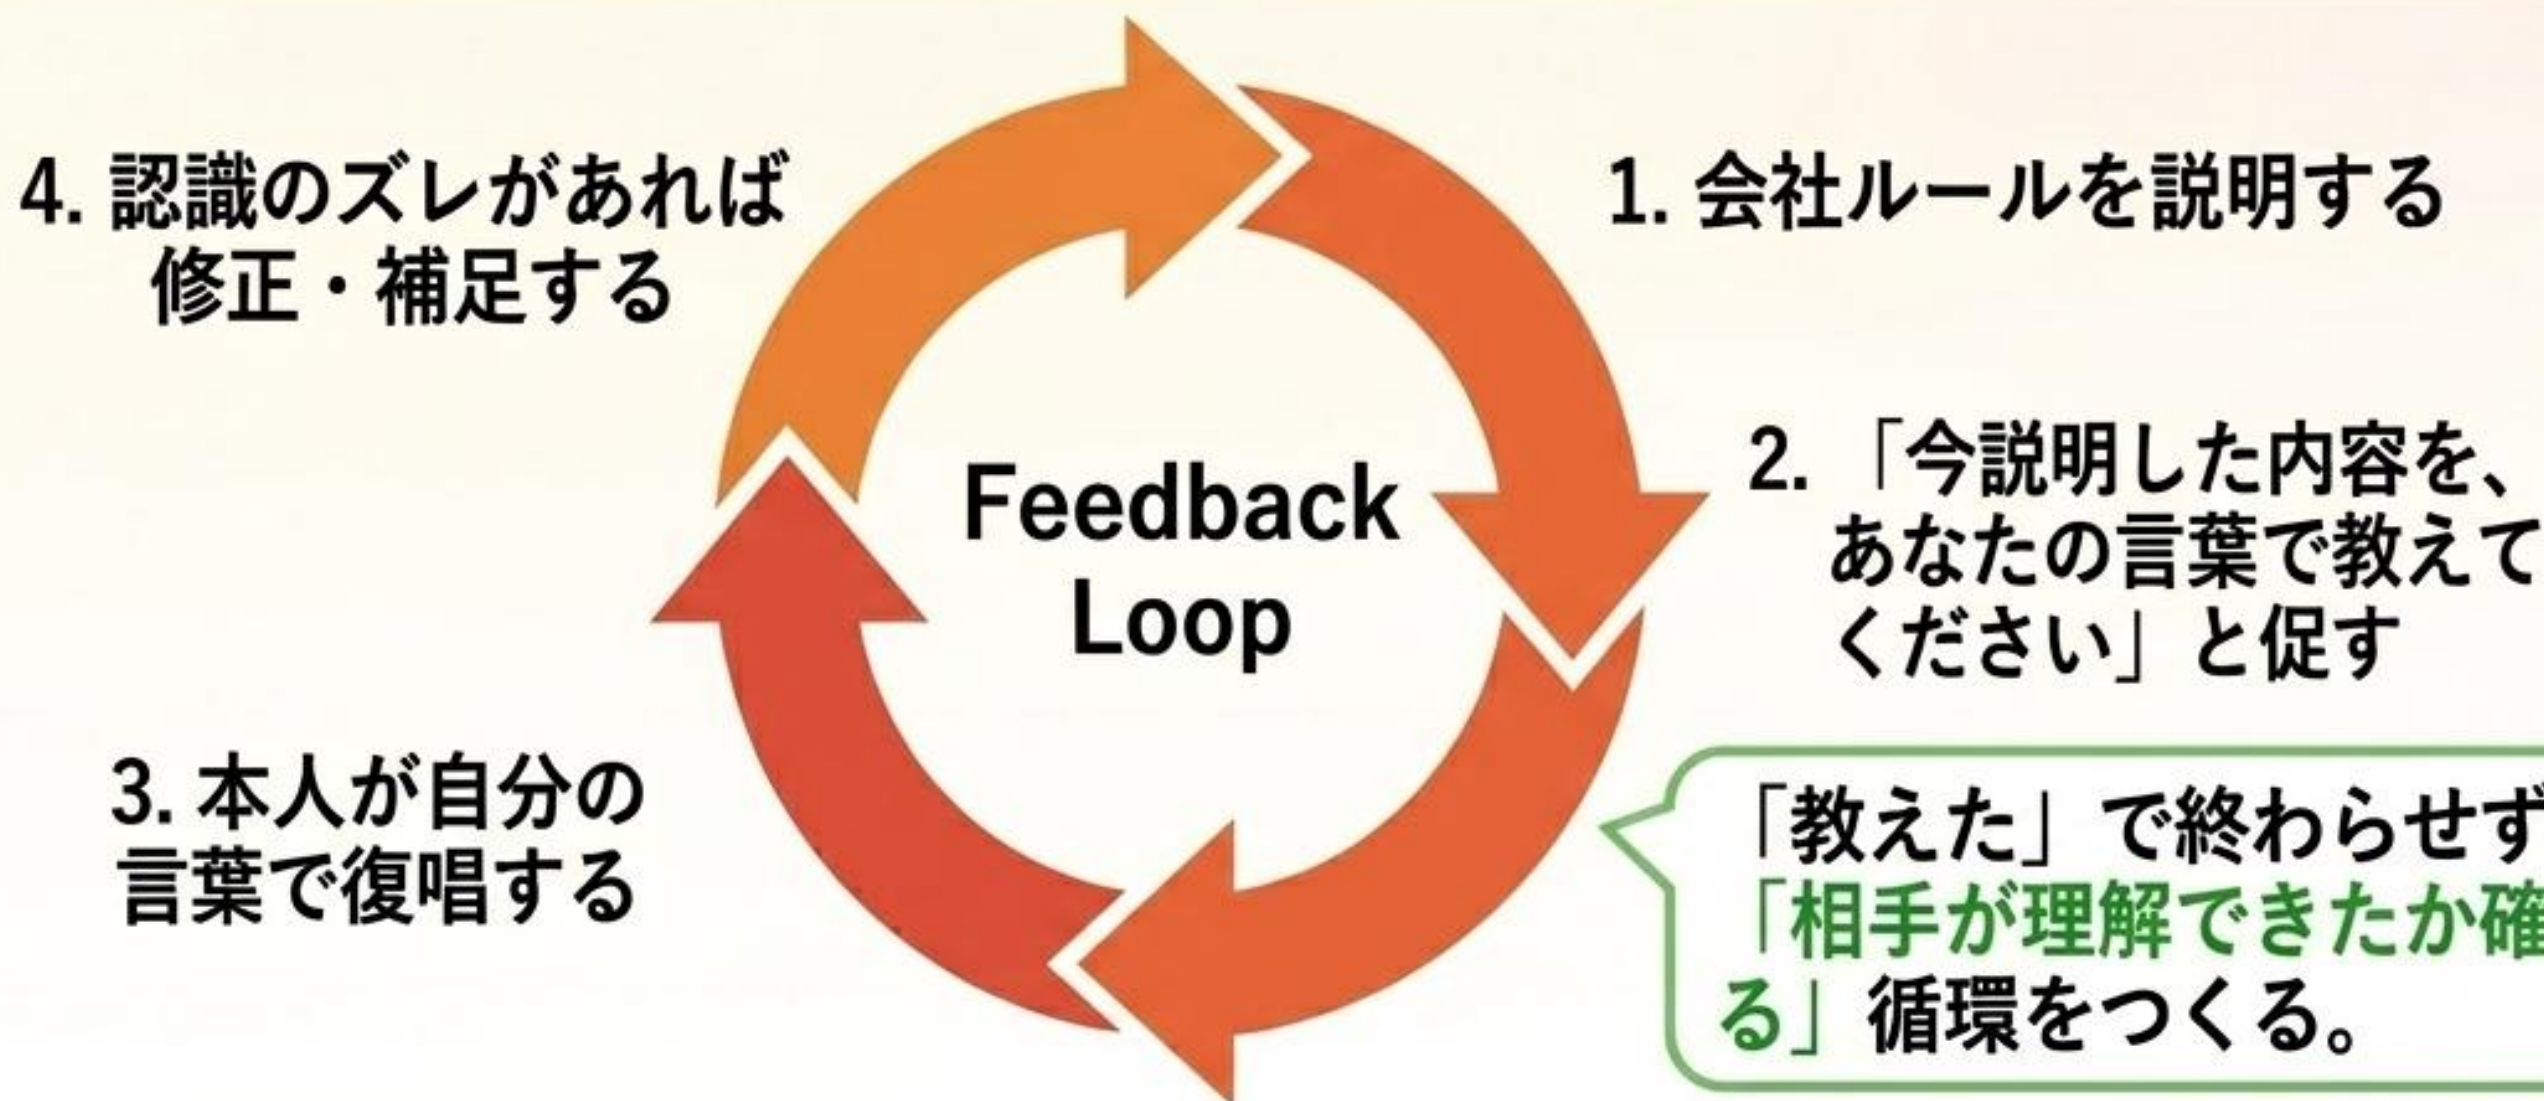 1. 会社ルールを説明する
2. 「今説明した内容を、
あなたの言葉で教えて
ください」と促す
3. 本人が自分の
言葉で復唱する
4. 認識のズレがあれば
修正・補足する
Feedback
Loop
「教えた」で終わらせず
「相手が理解できたか確
る」循環をつくる。